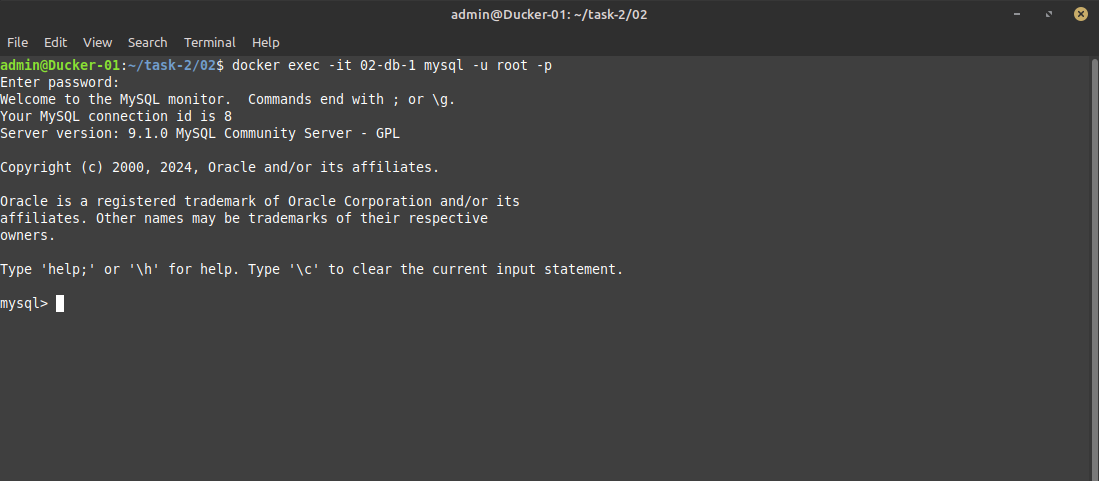 admin@Ducker-01: ~/task-2/02
File Edit View Search Terminal Help
admin@Ducker-01:~/task-2/02$ docker exec -it 02-db-1 mysql -u root -p
Enter password:
Welcome to the MySQL monitor.  Commands end with ; or \g.
Your MySQL connection id is 8
Server version: 9.1.0 MySQL Community Server - GPL
Copyright (c) 2000, 2024, Oracle and/or its affiliates.
Oracle is a registered trademark of Oracle Corporation and/or its
affiliates. Other names may be trademarks of their respective
owners.
Type 'help;' or '\h' for help. Type '\c' to clear the current input statement.
mysql>